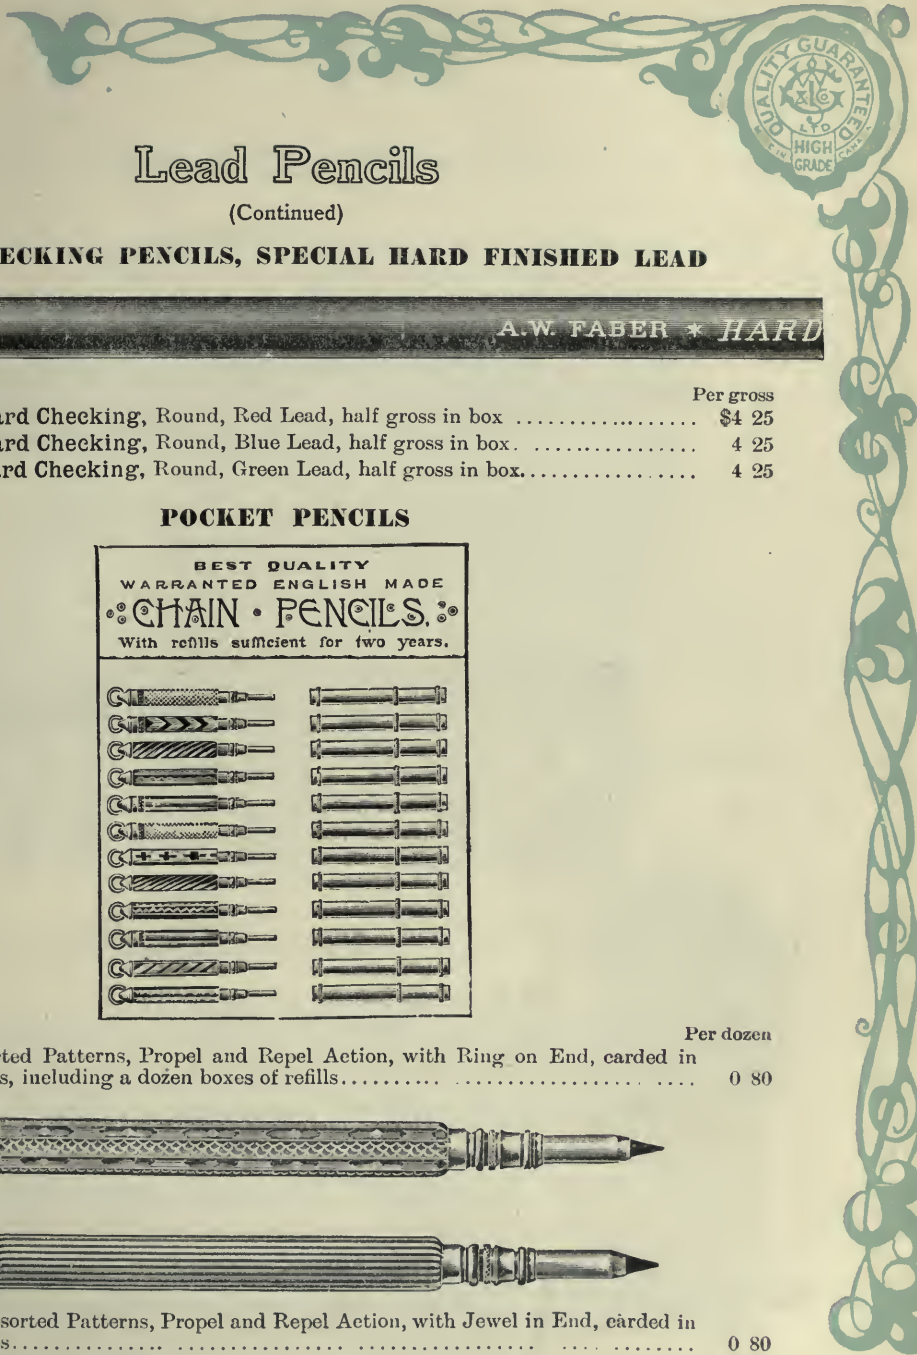 QUALITY GUARANTEED
LTD
HIGH
GRADE
Lead Pencils
(Continued)
ECKING PENCILS, SPECIAL HARD FINISHED LEAD
A.W. FABER * HARD
Per gross
ard Checking, Round, Red Lead, half gross in box .................... $4 25
ard Checking, Round, Blue Lead, half gross in box. ................. 4 25
ard Checking, Round, Green Lead, half gross in box.................. 4 25
POCKET PENCILS
BEST QUALITY
WARRANTED ENGLISH MADE
CHAIN · PENCILS.
With refills sufficient for two years.
Per dozen
ted Patterns, Propel and Repel Action, with Ring on End, carded in
s, including a dozen boxes of refills.......... .................... .... 0 80
sorted Patterns, Propel and Repel Action, with Jewel in End, carded in
s............... ............ .................. .... ........ 0 80